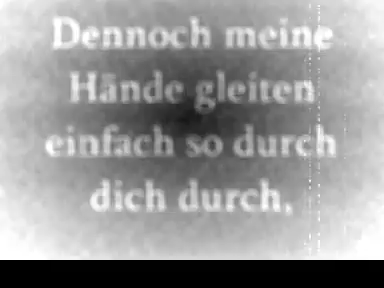 Dennoch meine
Hände gleiten
einfach so durch
dich durch,